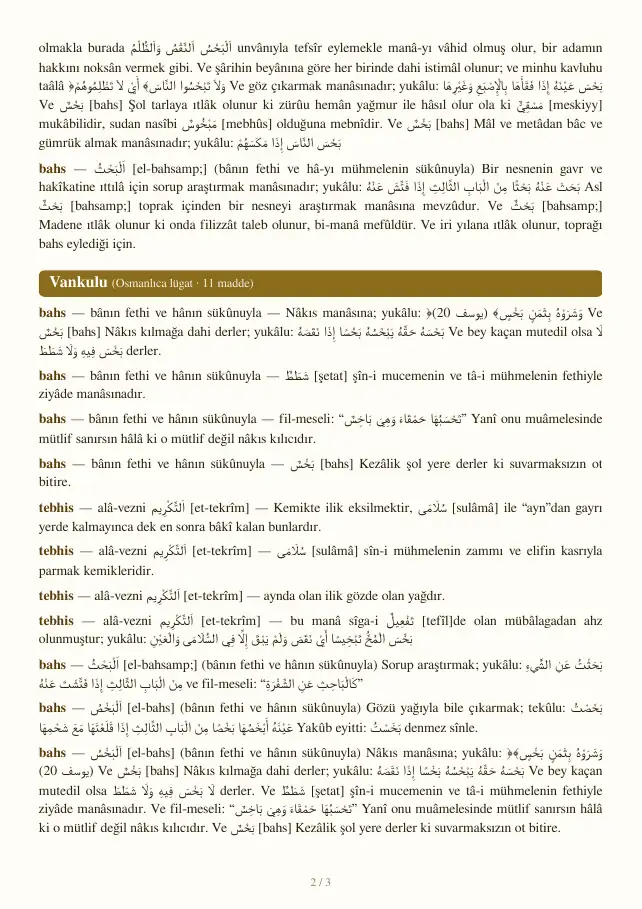 olmakla burada اَلْبَخْسُ اَلنَّقْصُ وَالظُّلْمُ unvânıyla tefsîr eylemekle manâ-yı vâhid olmuş olur, bir adamın
hakkını noksân vermek gibi. Ve şârihin beyânına göre her birinde dahi istimâl olunur; ve minhu kavluhu
taâlâ ﴿وَلَا تَبْخَسُوا النَّاسَ﴾ أَيْ لَا تَظْلِمُوهُمْ Ve göz çıkarmak manâsınadır; yukâlu: بَخَسَ عَيْنَهُ إِذَا فَقَأَهَا بِالْإِصْبَعِ وَغَيْرِهَا
Ve بَخْسٌ [bahs] Şol tarlaya ıtlâk olunur ki zürûu hemân yağmur ile hâsıl olur ola ki مَسْقِيٌّ [meskiyy]
mukâbilidir, sudan nasîbi مَبْخُوسٌ [mebhûs] olduğuna mebnîdir. Ve بَخْسٌ [bahs] Mâl ve metâdan bâc ve
gümrük almak manâsınadır; yukâlu: بَخَسَ النَّاسَ إِذَا مَكَسَهُمْ
bahs — اَلْبَحْثُ [el-bahsamp;] (bânın fethi ve hâ-yı mühmelenin sükûnuyla) Bir nesnenin gavr ve
hakîkatine ıttılâ için sorup araştırmak manâsınadır; yukâlu: بَحَثَ عَنْهُ بَحْثًا مِنَ الْبَابِ الثَّالِثِ إِذَا فَتَّشَ عَنْهُ Asl
بَحْثٌ [bahsamp;] toprak içinden bir nesneyi araştırmak manâsına mevzûdur. Ve بَحْثٌ [bahsamp;]
Madene ıtlâk olunur ki onda filizzât taleb olunur, bi-manâ mefûldür. Ve iri yılana ıtlâk olunur, toprağı
bahs eylediği için.
Vankulu (Osmanlıca lügat · 11 madde)
bahs — bânın fethi ve hânın sükûnuyla — Nâkıs manâsına; yukâlu: ﴿وَشَرَوْهُ بِثَمَنٍ بَخْسٍ﴾ (يوسف 20) Ve
بَخْسٌ [bahs] Nâkıs kılmağa dahi derler; yukâlu: بَخَسَهُ حَقَّهُ يَبْخَسُهُ بَخْسًا إِذَا نَقَصَهُ Ve bey kaçan mutedil olsa لَا
بَخْسَ فِيهِ وَلَا شَطَطَ derler.
bahs — bânın fethi ve hânın sükûnuyla — شَطَطٌ [şetat] şîn-i mucemenin ve tâ-i mühmelenin fethiyle
ziyâde manâsınadır.
bahs — bânın fethi ve hânın sükûnuyla — fil-meseli: “تَحْسَبُهَا حَمْقَاءَ وَهِيَ بَاخِسٌ” Yanî onu muâmelesinde
mütlif sanırsın hâlâ ki o mütlif değil nâkıs kılıcıdır.
bahs — bânın fethi ve hânın sükûnuyla — بَخْسٌ [bahs] Kezâlik şol yere derler ki suvarmaksızın ot
bitire.
tebhis — alâ-vezni اَلتَّكْرِيم [et-tekrîm] — Kemikte ilik eksilmektir, سُلَامَى [sulâmâ] ile “ayn”dan gayrı
yerde kalmayınca dek en sonra bâkî kalan bunlardır.
tebhis — alâ-vezni اَلتَّكْرِيم [et-tekrîm] — سُلَامَى [sulâmâ] sîn-i mühmelenin zammı ve elifin kasrıyla
parmak kemikleridir.
tebhis — alâ-vezni اَلتَّكْرِيم [et-tekrîm] — aynda olan ilik gözde olan yağdır.
tebhis — alâ-vezni اَلتَّكْرِيم [et-tekrîm] — bu manâ sîga-i تَفْعِيلٌ [tefîl]de olan mübâlagadan ahz
olunmuştur; yukâlu: بَخَّسَ الْمُخُّ تَبْخِيسًا أَيْ نَقَصَ وَلَمْ يَبْقَ إِلَّا فِي السُّلَامَى وَالْعَيْنِ
bahs — اَلْبَحْثُ [el-bahsamp;] (bânın fethi ve hânın sükûnuyla) Sorup araştırmak; yukâlu: بَحَثْتُ عَنِ الشَّيْءِ
مِنَ الْبَابِ الثَّالِثِ إِذَا فَتَّشْتَ عَنْهُ ve fil-meseli: “كَالْبَاحِثِ عَنِ الشَّفْرَةِ”
bahs — اَلْبَخْصُ [el-bahs] (bânın fethi ve hânın sükûnuyla) Gözü yağıyla bile çıkarmak; tekûlu: بَخَصْتُ
عَيْنَهُ أَبْخَصُهَا بَخْصًا مِنَ الْبَابِ الثَّالِثِ إِذَا قَلَعْتَهَا مَعَ شَحْمِهَا Yakûb eyitti: بَخَسْتُ denmez sînle.
bahs — اَلْبَخْسُ [el-bahs] (bânın fethi ve hânın sükûnuyla) Nâkıs manâsına; yukâlu: ﴿وَشَرَوْهُ بِثَمَنٍ بَخْسٍ﴾
(يوسف 20) Ve بَخْسٌ [bahs] Nâkıs kılmağa dahi derler; yukâlu: بَخَسَهُ حَقَّهُ يَبْخَسُهُ بَخْسًا إِذَا نَقَصَهُ Ve bey kaçan
mutedil olsa لَا بَخْسَ فِيهِ وَلَا شَطَطَ derler. Ve شَطَطٌ [şetat] şîn-i mucemenin ve tâ-i mühmelenin fethiyle
ziyâde manâsınadır. Ve fil-meseli: “تَحْسَبُهَا حَمْقَاءَ وَهِيَ بَاخِسٌ” Yanî onu muâmelesinde mütlif sanırsın hâlâ
ki o mütlif değil nâkıs kılıcıdır. Ve بَخْسٌ [bahs] Kezâlik şol yere derler ki suvarmaksızın ot bitire.
2 / 3